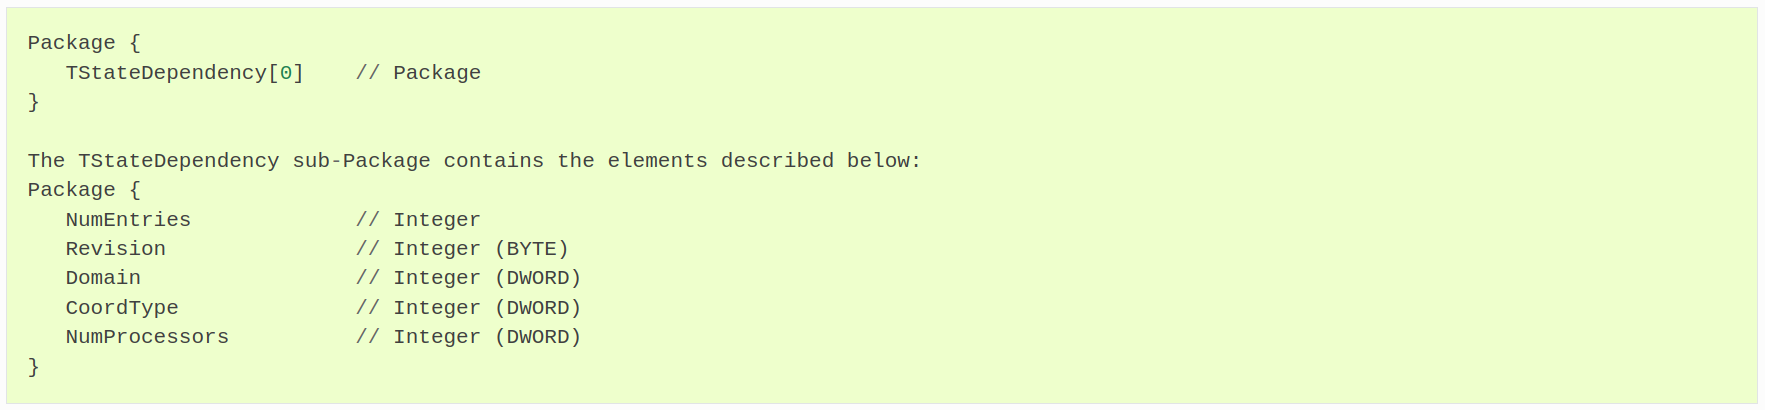 Package {
   TStateDependency[0]    // Package
}

The TStateDependency sub-Package contains the elements described below:
Package {
   NumEntries             // Integer
   Revision               // Integer (BYTE)
   Domain                 // Integer (DWORD)
   CoordType              // Integer (DWORD)
   NumProcessors          // Integer (DWORD)
}